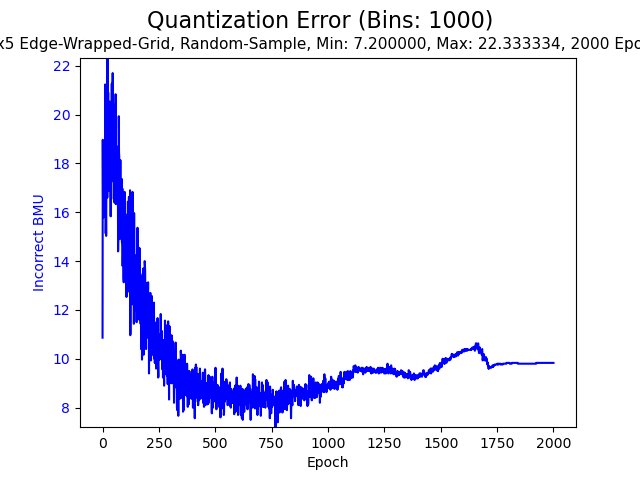 Quantization Error (Bins: 1000)
x5 Edge-Wrapped-Grid, Random-Sample, Min: 7.200000, Max: 22.333334, 2000 Epo
22
20
18
16
14
12
10
8
Incorrect BMU
0 250 500 750 1000 1250 1500 1750 2000
Epoch